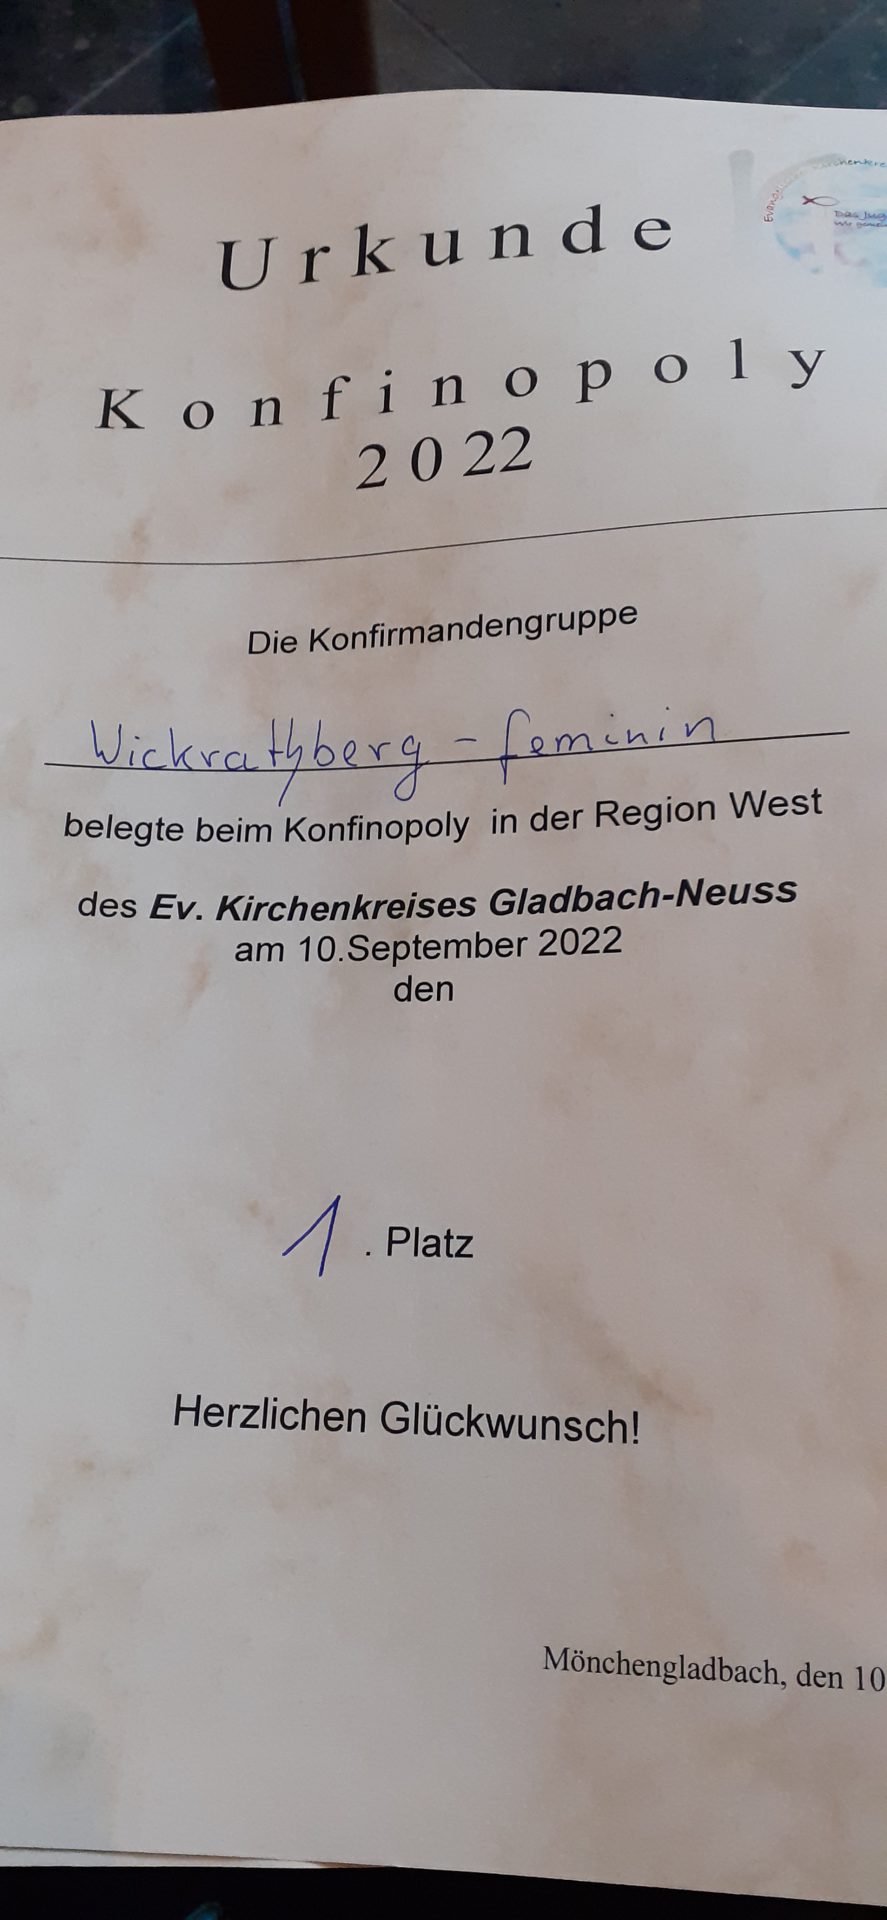 Urkunde
Konfinopoly
2022
Die Konfirmandengruppe
Wickrathberg - feminin
belegte beim Konfinopoly in der Region West
des Ev. Kirchenkreises Gladbach-Neuss
am 10.September 2022
den
1. Platz
Herzlichen Glückwunsch!
Mönchengladbach, den 10